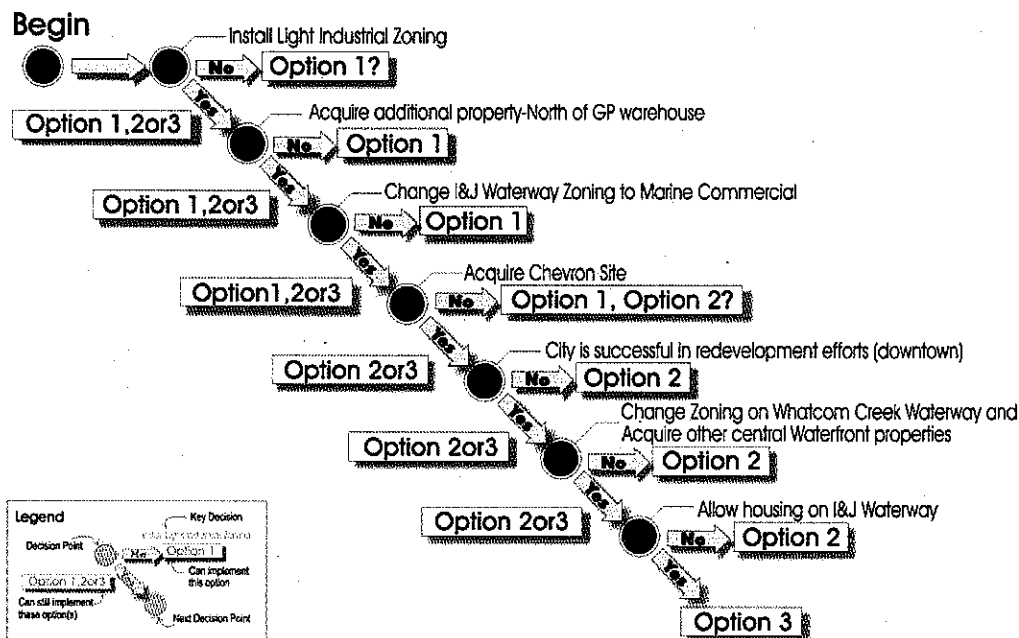 Begin
Install Light Industrial Zoning
No
Option 1?
Yes
Option 1,2or3
Acquire additional property-North of GP warehouse
No
Option 1
Yes
Option 1,2or3
Change I&J Waterway Zoning to Marine Commercial
No
Option 1
Yes
Option1,2or3
Acquire Chevron Site
No
Option 1, Option 2?
Yes
Option 2or3
City is successful in redevelopment efforts (downtown)
No
Option 2
Yes
Option 2or3
Change Zoning on Whatcom Creek Waterway and
Acquire other central Waterfront properties
No
Option 2
Yes
Option 2or3
Allow housing on I&J Waterway
No
Option 2
Yes
Option 3
Legend
Key Decision
Install Light Industrial Zoning
Decision Point
No
Option 1
Can implement
this option
Option 1,2or3
Can still implement
these option(s)
Next Decision Point